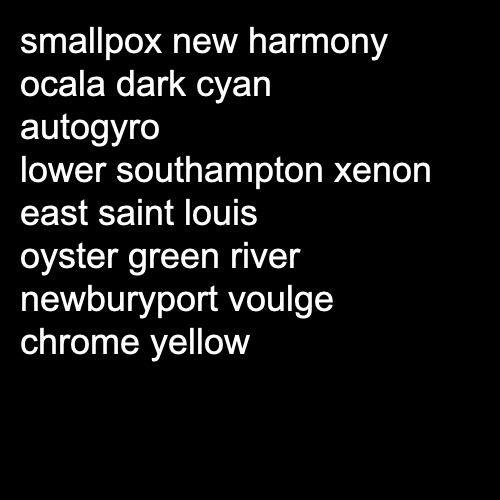 smallpox new harmony
ocala dark cyan
autogyro
lower southampton xenon
east saint louis
oyster green river
newburyport voulge
chrome yellow